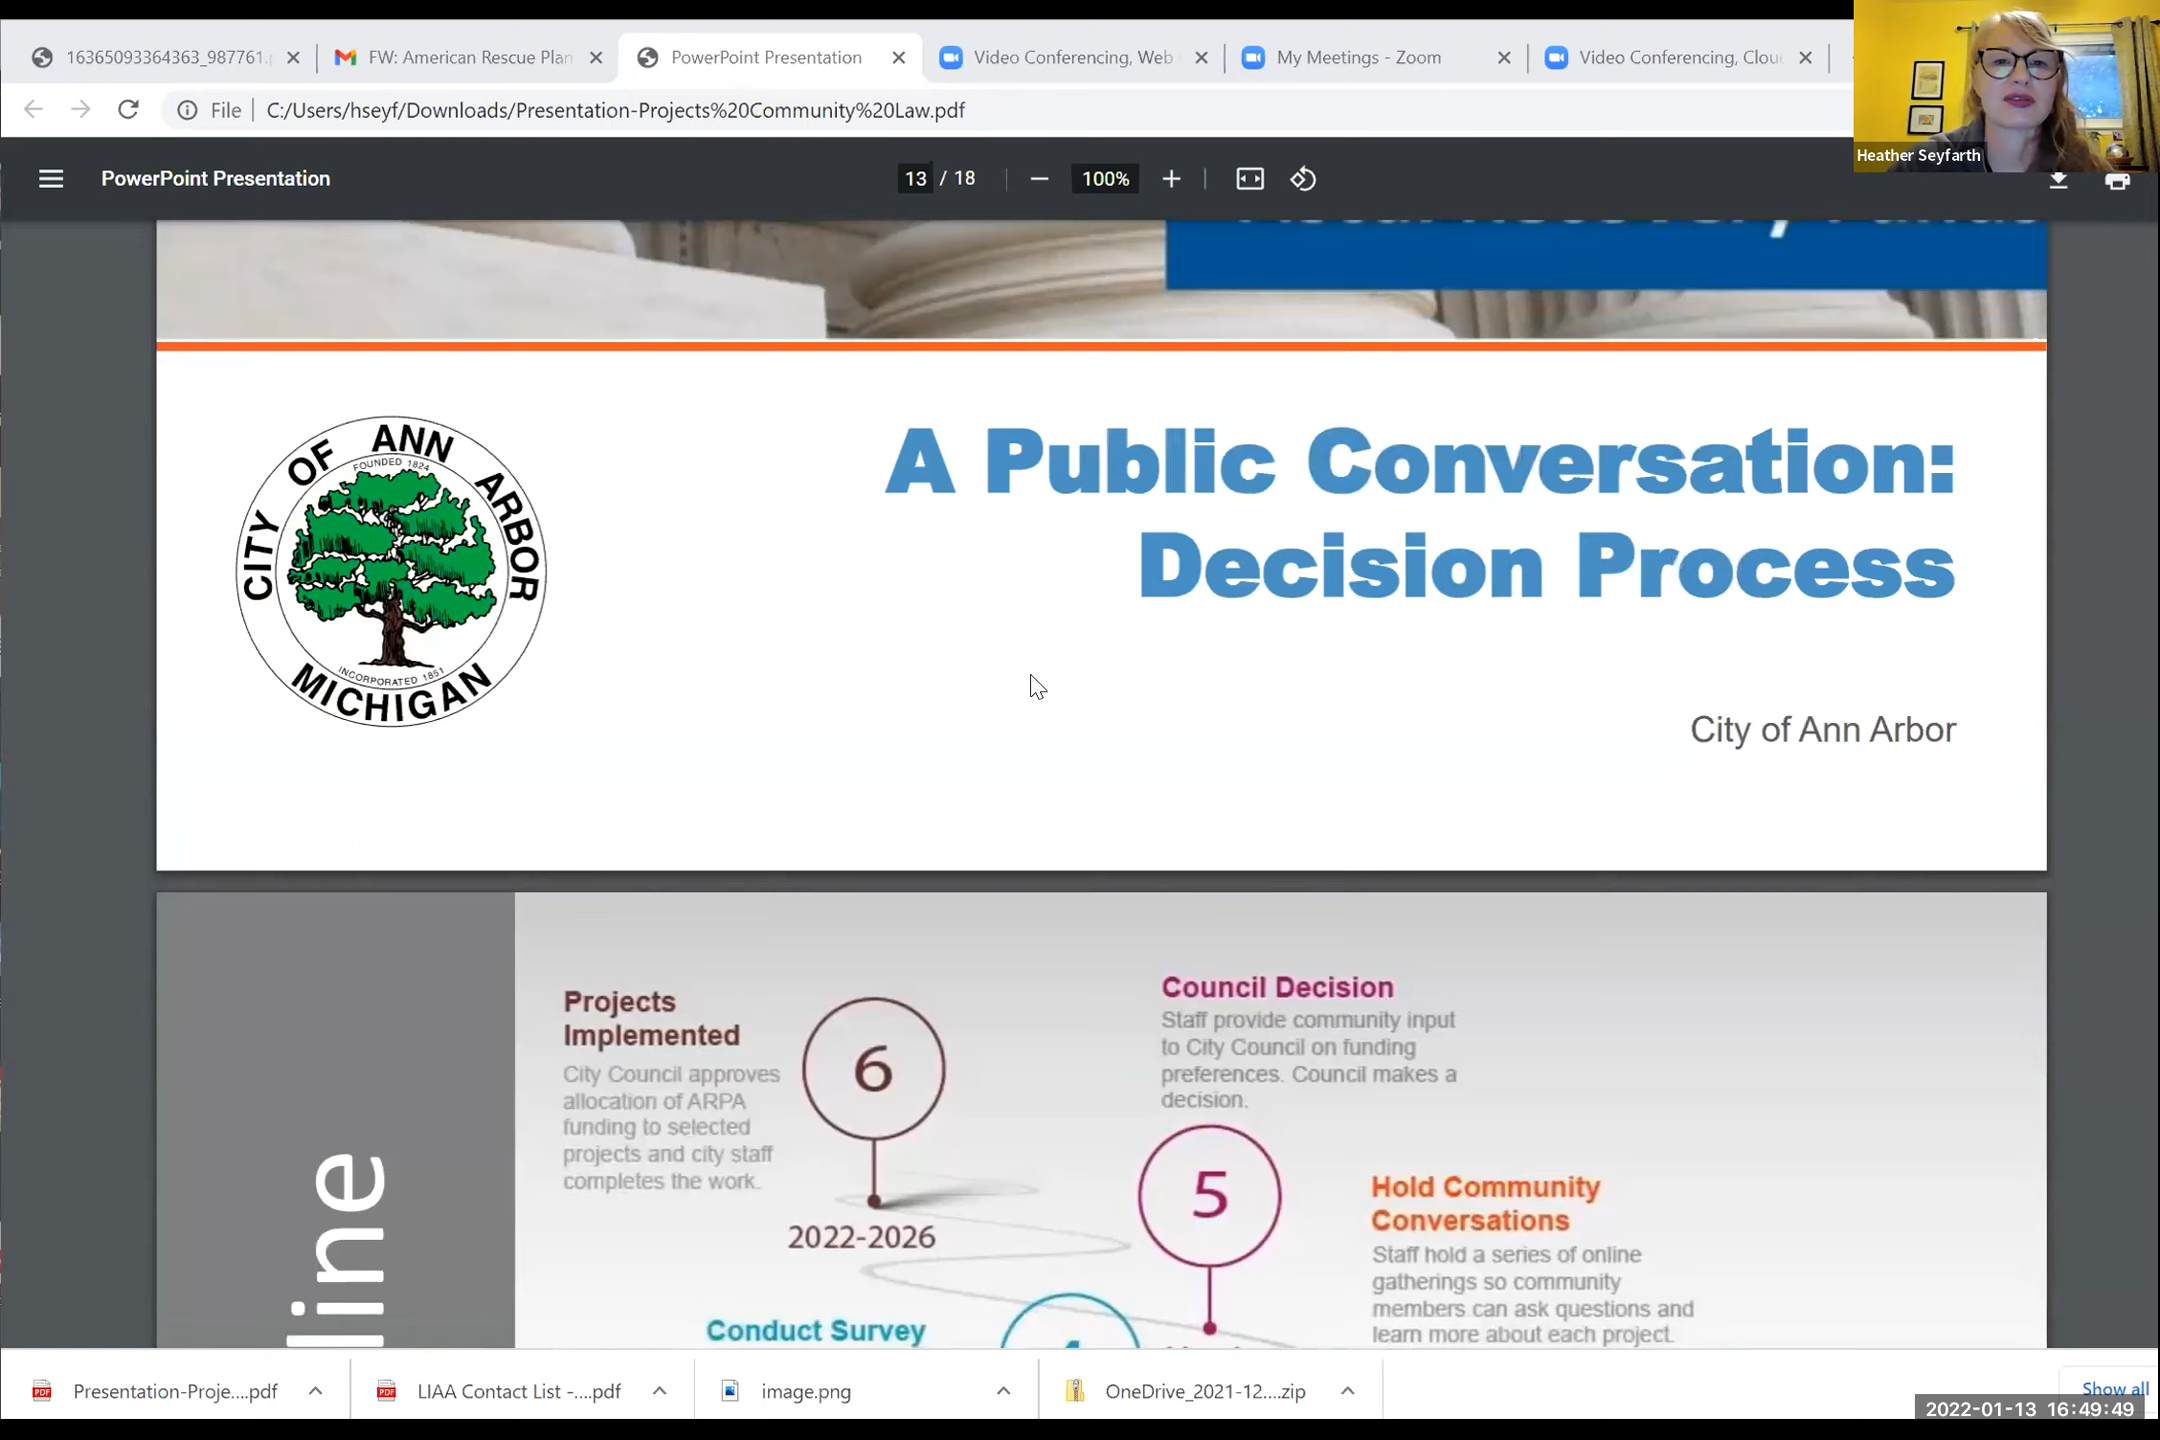 16365093364363_987761.p
FW: American Rescue Plan
PowerPoint Presentation
Video Conferencing, Web
My Meetings - Zoom
Video Conferencing, Clou
File
C:/Users/hseyf/Downloads/Presentation-Projects%20Community%20Law.pdf
Heather Seyfarth
PowerPoint Presentation
13 / 18
100%
CITY OF ANN ARBOR
FOUNDED 1824
INCORPORATED 1851
MICHIGAN
A Public Conversation:
Decision Process
City of Ann Arbor
line
Projects
Implemented
City Council approves
allocation of ARPA
funding to selected
projects and city staff
completes the work.
6
2022-2026
Council Decision
Staff provide community input
to City Council on funding
preferences. Council makes a
decision.
5
Hold Community
Conversations
Staff hold a series of online
gatherings so community
members can ask questions and
learn more about each project.
Conduct Survey
Presentation-Proje....pdf
LIAA Contact List -....pdf
image.png
OneDrive_2021-12....zip
Show all
2022-01-13 16:49:49